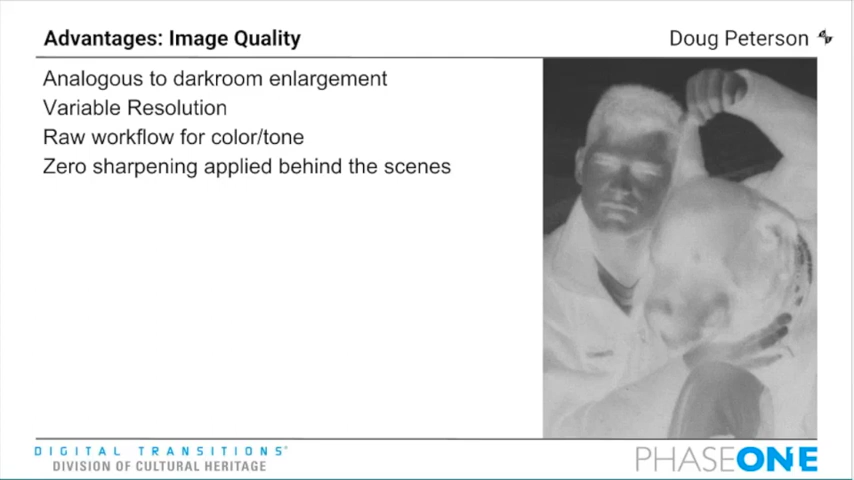 Advantages: Image Quality
Doug Peterson
Analogous to darkroom enlargement
Variable Resolution
Raw workflow for color/tone
Zero sharpening applied behind the scenes
DIGITAL TRANSITIONS
DIVISION OF CULTURAL HERITAGE
PHASEONE